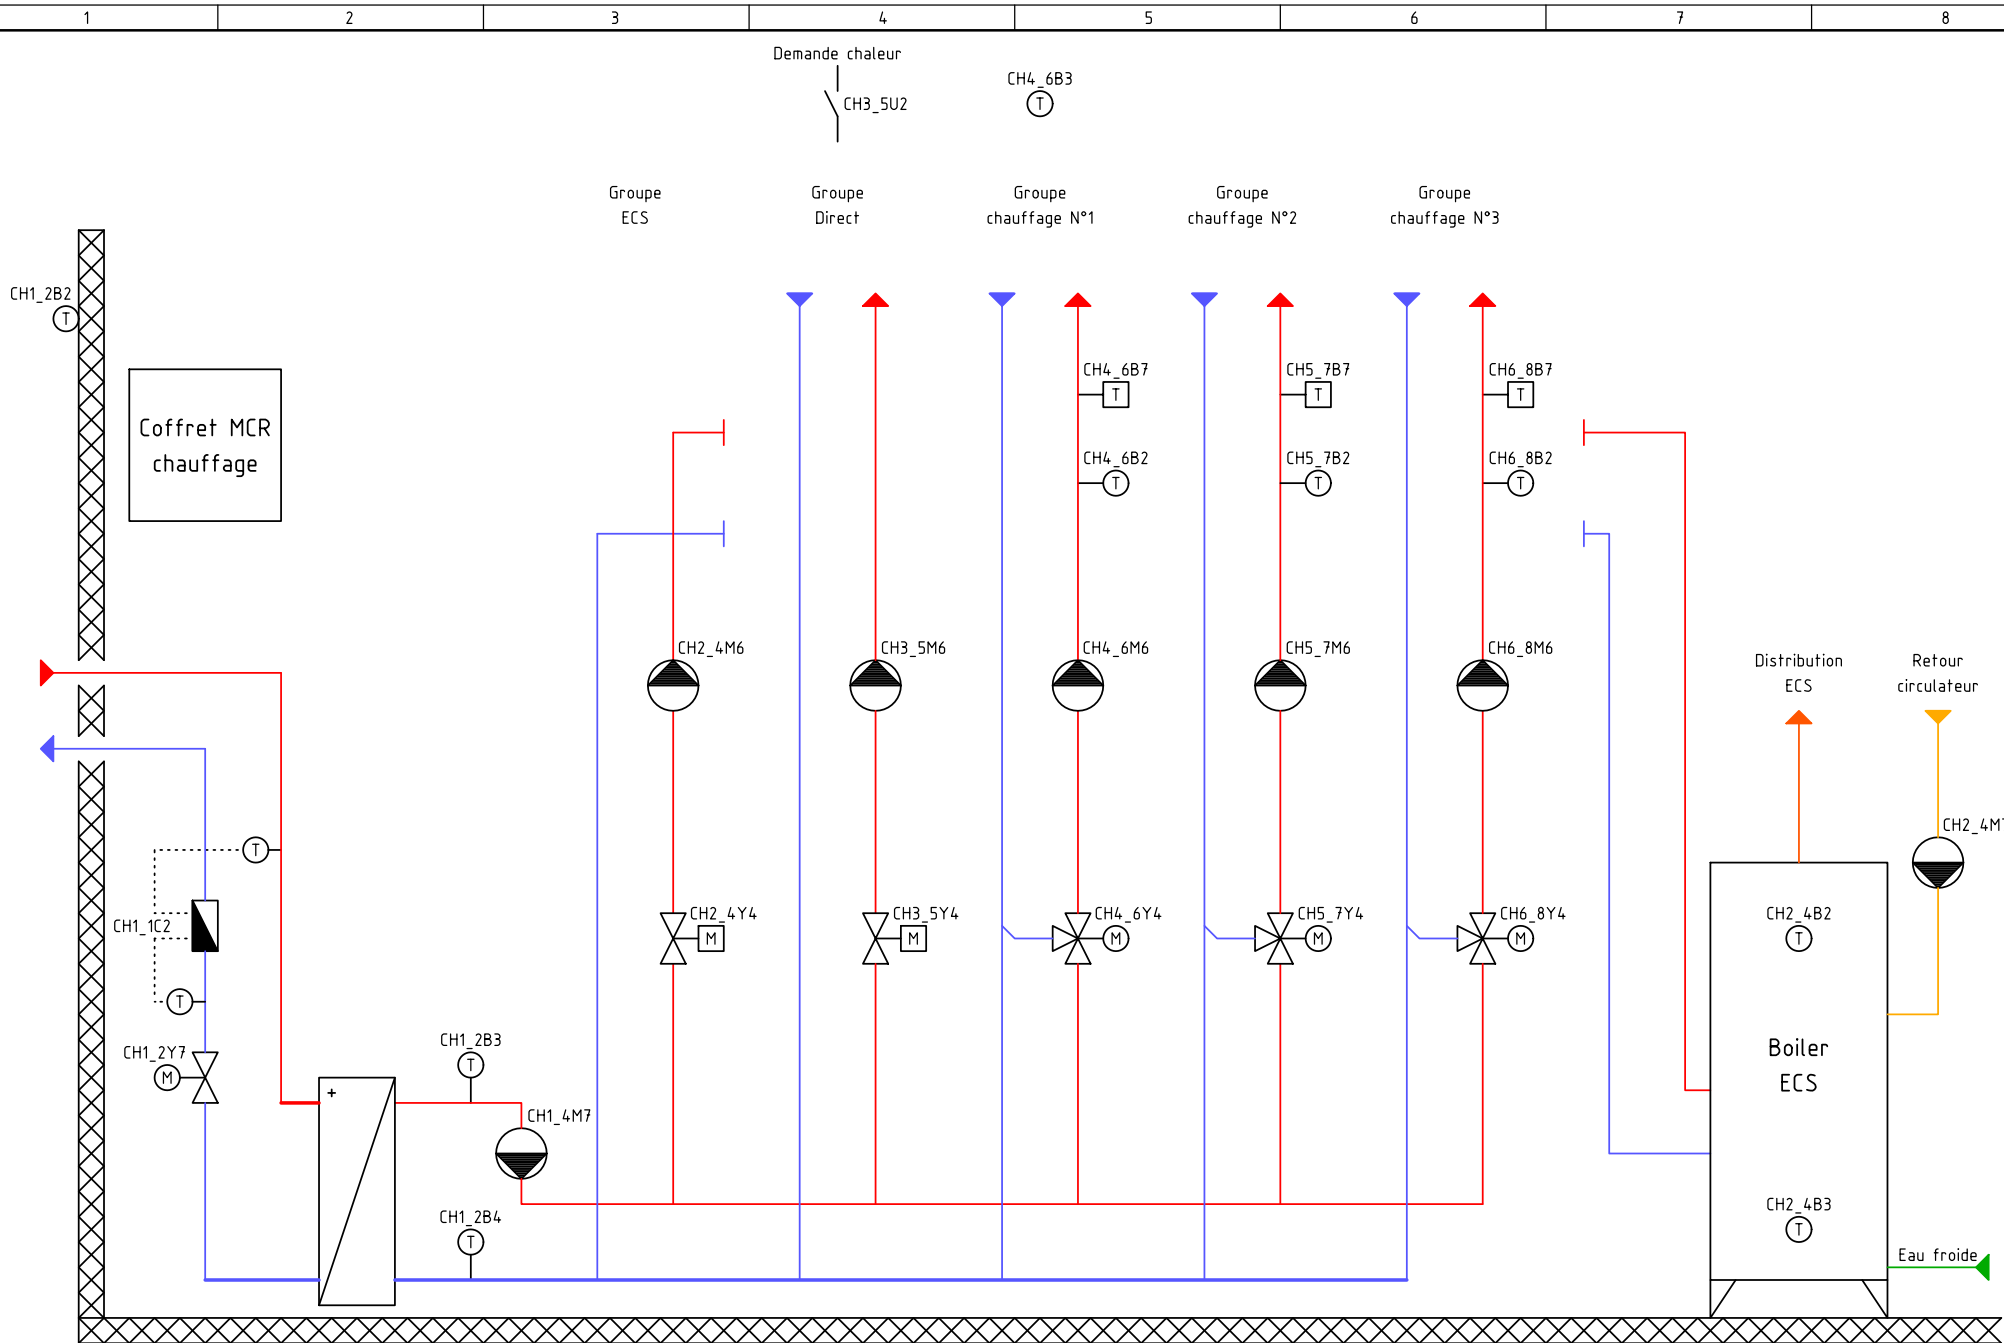 1 2 3 4 5 6 7 8
Demande chaleur
CH3_5U2
CH4_6B3
T
Groupe
ECS
Groupe
Direct
Groupe
chauffage N°1
Groupe
chauffage N°2
Groupe
chauffage N°3
CH1_2B2
T
Coffret MCR
chauffage
CH4_6B7
T
CH5_7B7
T
CH6_8B7
T
CH4_6B2
T
CH5_7B2
T
CH6_8B2
T
CH2_4M6
CH3_5M6
CH4_6M6
CH5_7M6
CH6_8M6
Distribution
ECS
Retour
circulateur
CH2_4M7
T
CH1_1C2
T
CH2_4Y4
M
CH3_5Y4
M
CH4_6Y4
M
CH5_7Y4
M
CH6_8Y4
M
CH2_4B2
T
CH1_2Y7
M
+
CH1_2B3
T
CH1_4M7
Boiler
ECS
CH1_2B4
T
CH2_4B3
T
Eau froide